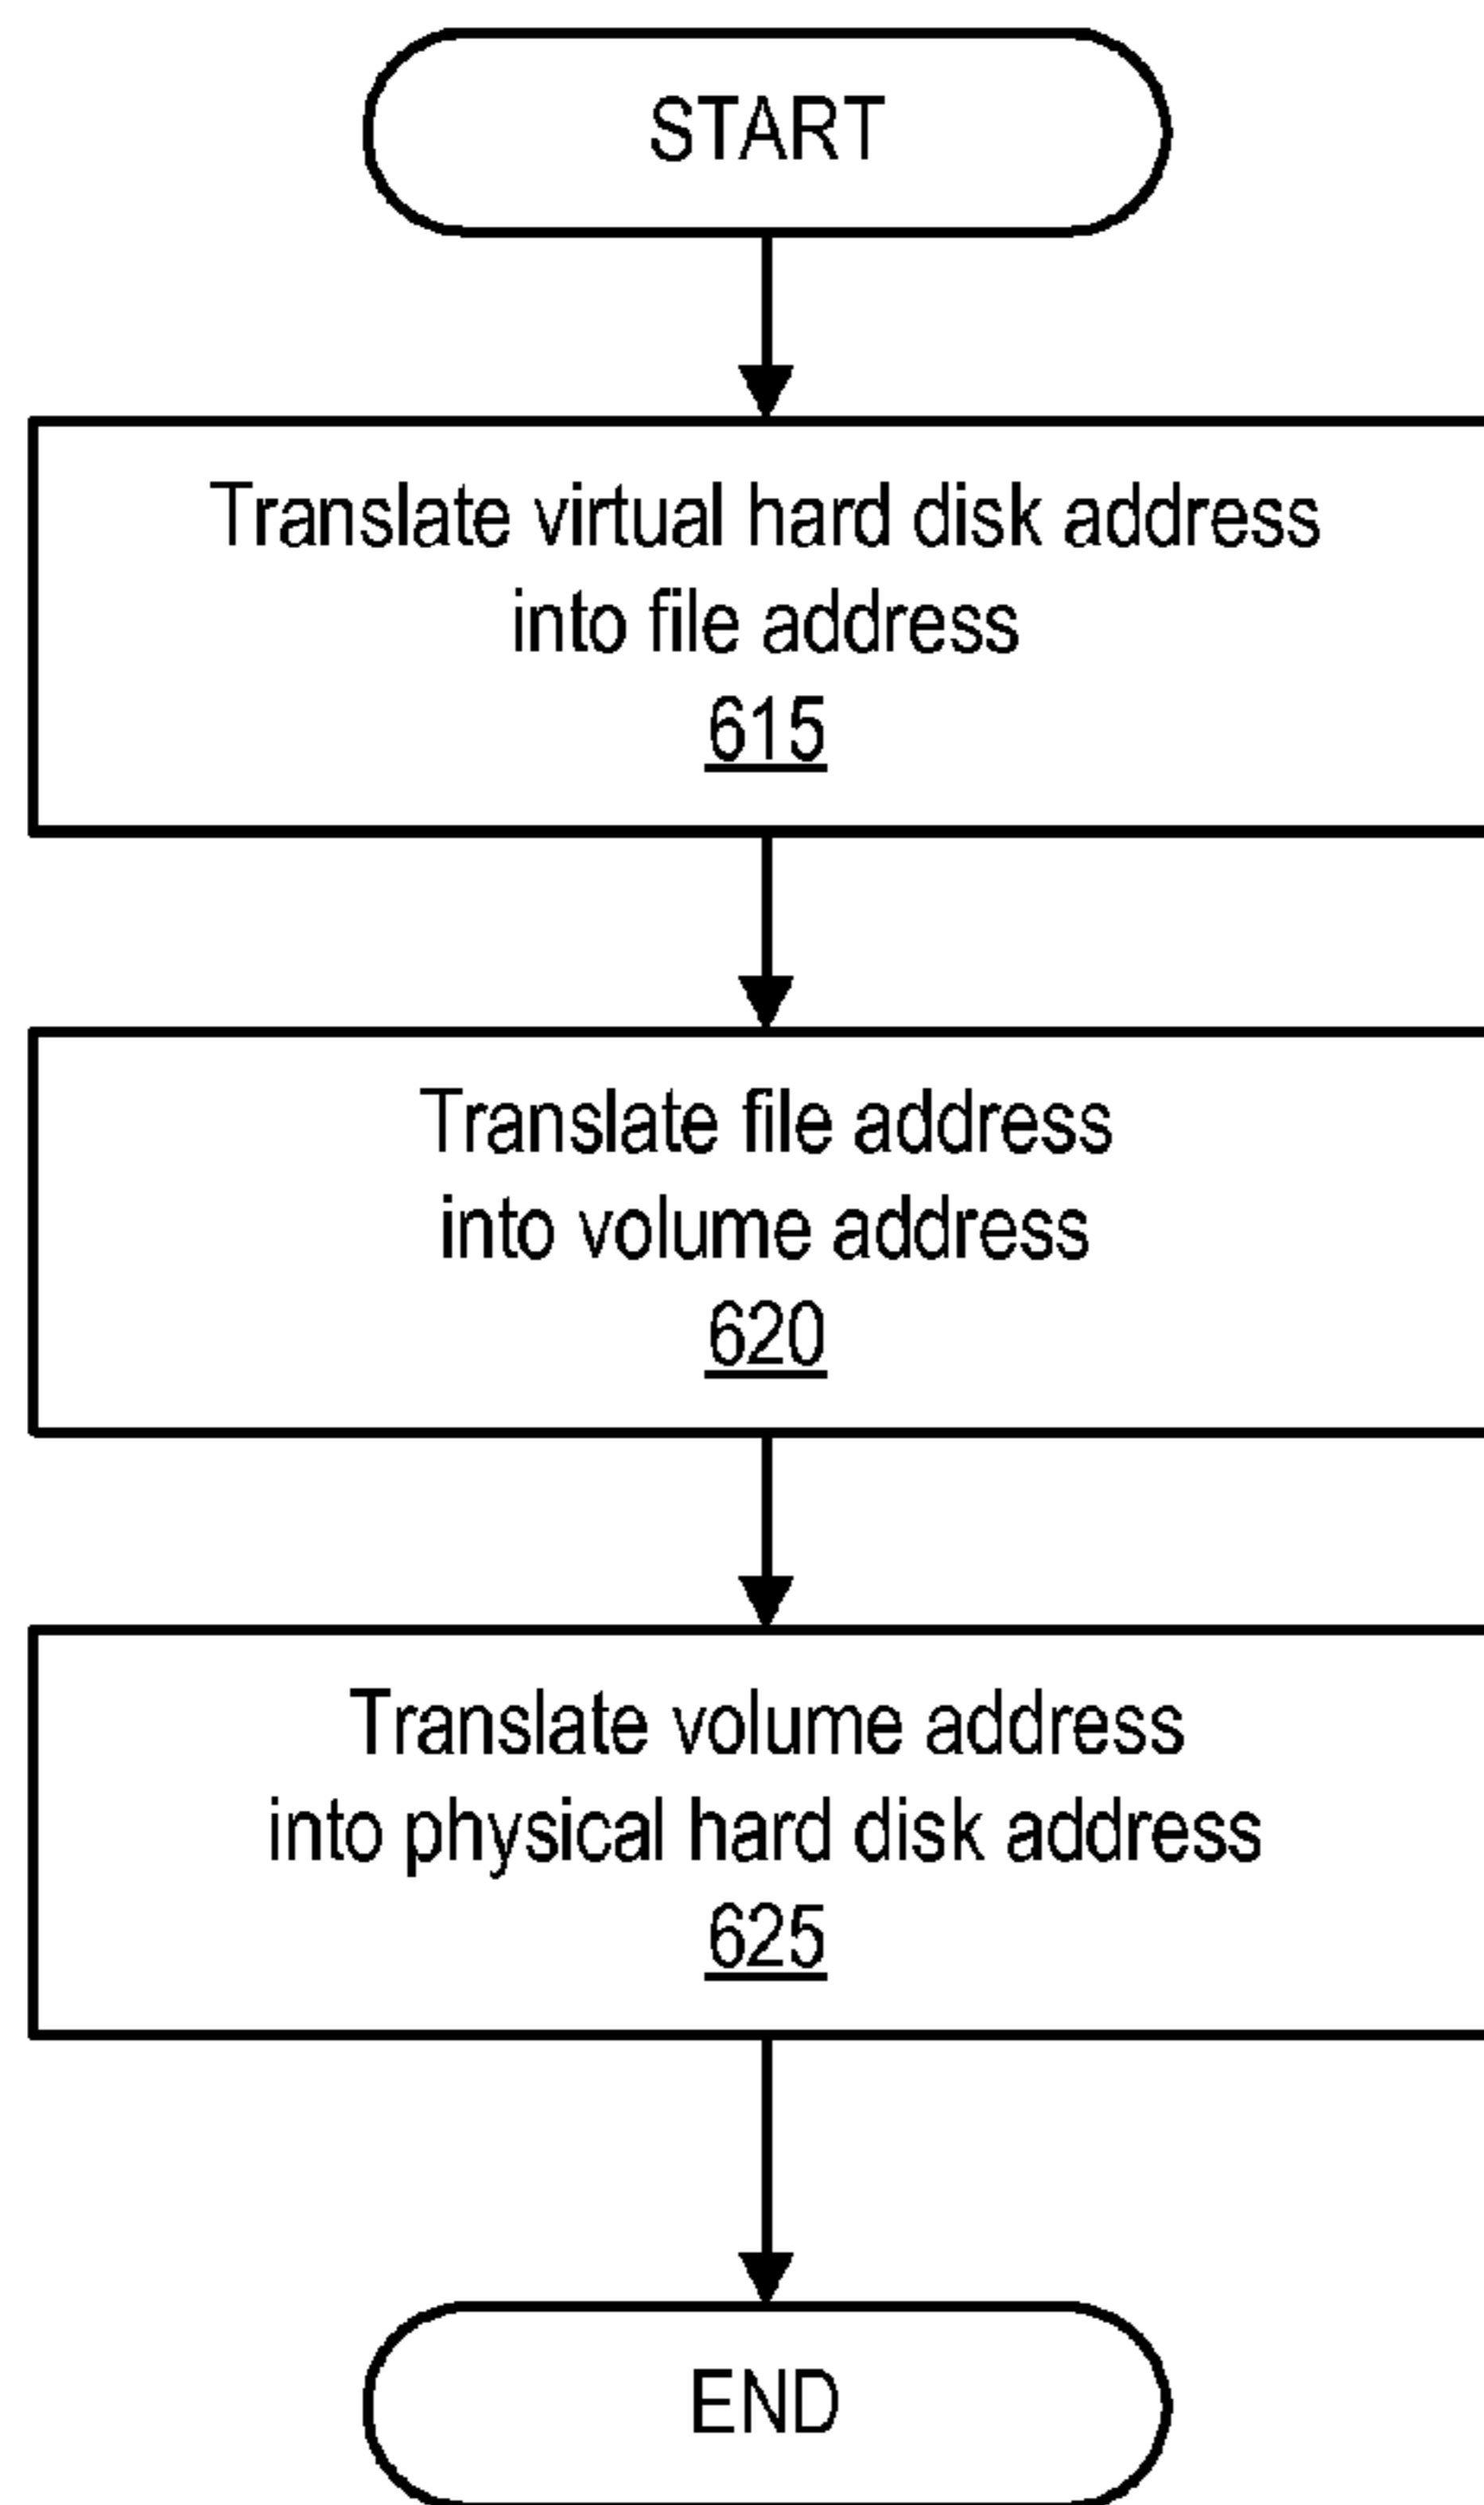 START
Translate virtual hard disk address
into file address
615
Translate file address
into volume address
620
Translate volume address
into physical hard disk address
625
END